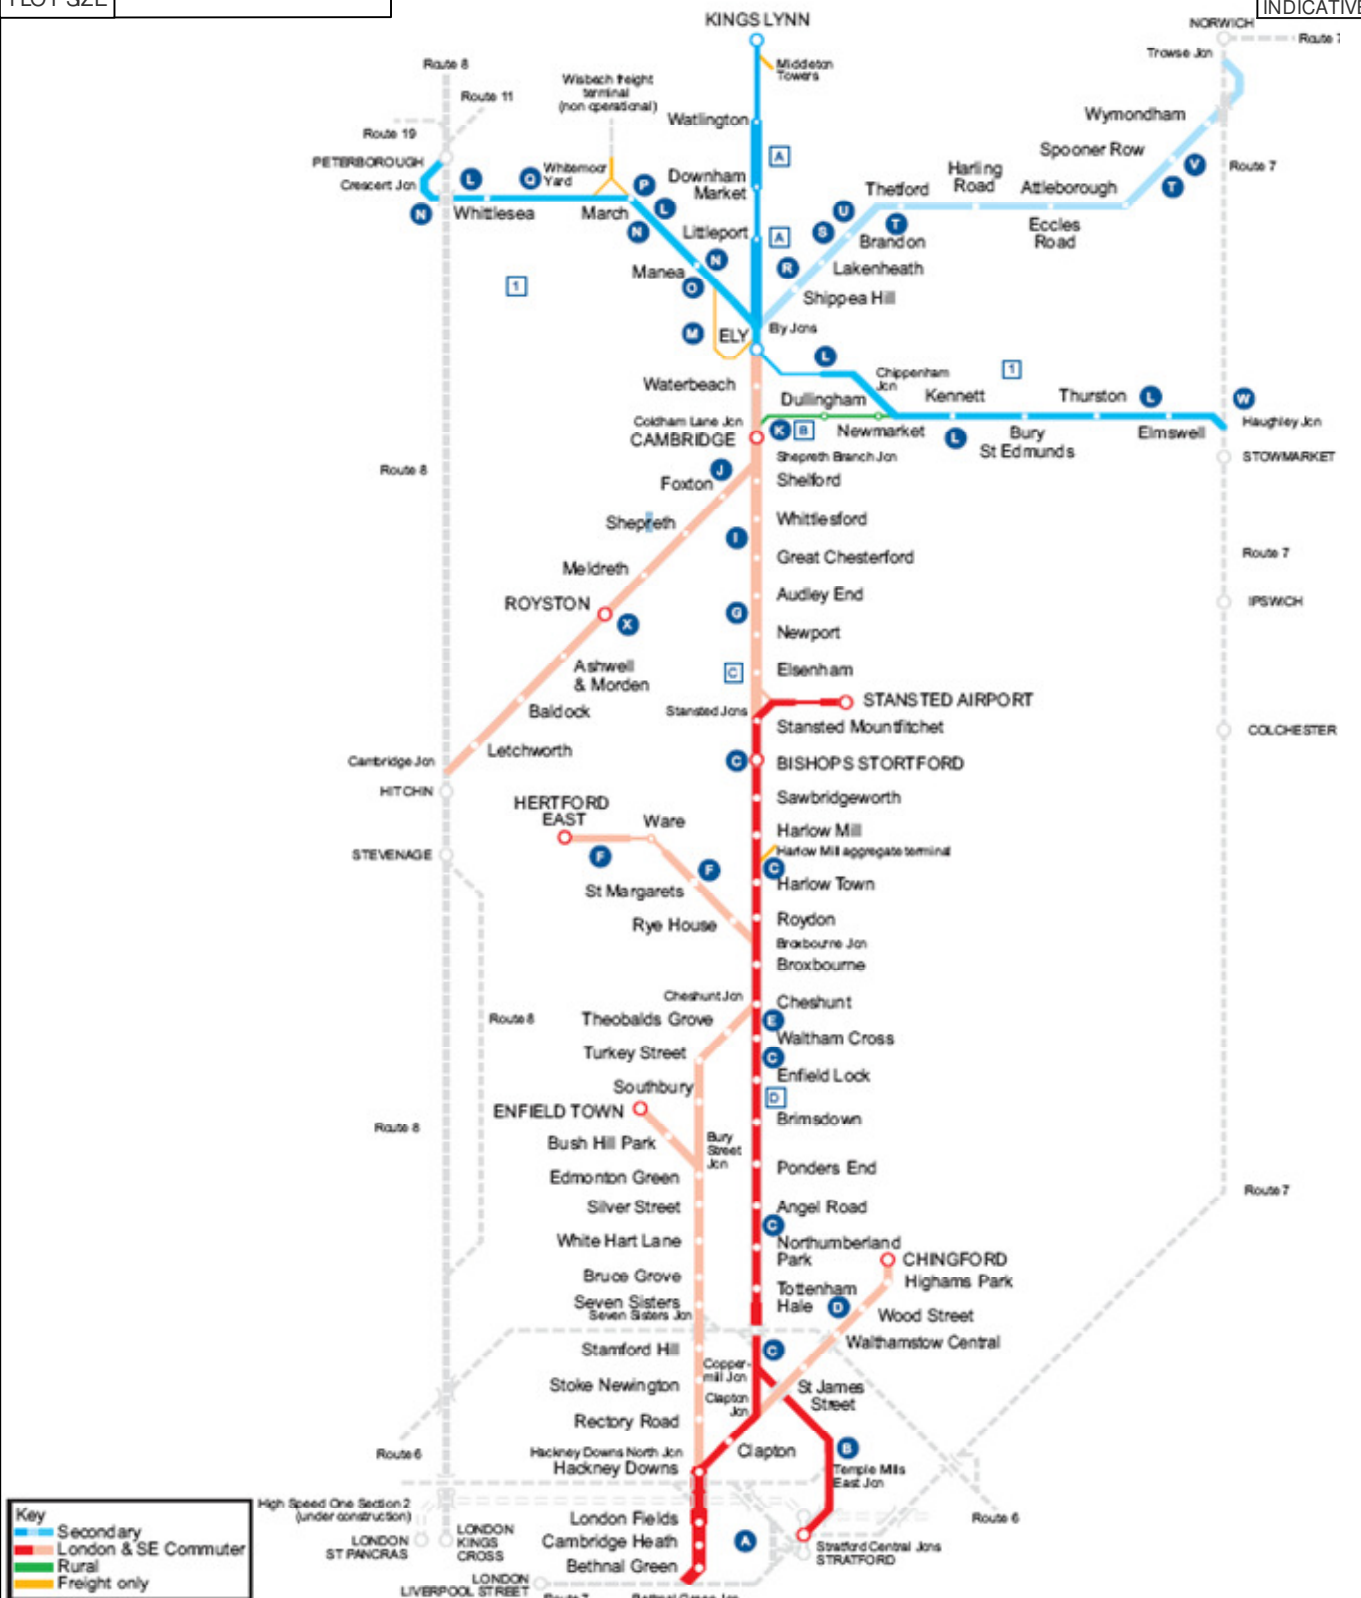 KINGS LYNN
NORWICH
INDICATIVE
Route 7
Trowse Jcn
Middleton
Towers
Route 8
Wisbech freight
terminal
(non operational)
Route 11
Watlington
Wymondham
Route 19
PETERBOROUGH
Crescent Jcn
A
Spooner Row
V
Route 7
T
L
Q
Whitemoor
Yard
P
Downham
Market
Thetford
Harling
Road
Attleborough
N
Whittlesea
March
L
N
Littleport
A
U
S
T
Brandon
Eccles
Road
Manea
N
O
R
Lakenheath
Shippea Hill
1
M
ELY
Ely Jcns
L
Chippenham
Jcn
1
Waterbeach
Dullingham
Kennett
Thurston
L
W
Coldham Lane Jcn
CAMBRIDGE
K
B
Newmarket
L
Bury
St Edmunds
Elmswell
Haughley Jcn
Shepreth Branch Jcn
STOWMARKET
Route 8
J
Foxton
Shelford
Shepreth
Whittlesford
I
Great Chesterford
Route 7
Meldreth
ROYSTON
X
Audley End
IPSWICH
G
Newport
Ashwell
& Morden
C
Elsenham
Baldock
Stansted Jcns
STANSTED AIRPORT
Stansted Mountfitchet
COLCHESTER
Letchworth
Cambridge Jcn
C
BISHOPS STORTFORD
HITCHIN
Sawbridgeworth
HERTFORD
EAST
Ware
Harlow Mill
STEVENAGE
F
F
Harlow Mill aggregate terminal
C
Harlow Town
St Margarets
Rye House
Roydon
Broxbourne Jcn
Broxbourne
Cheshunt Jcn
Cheshunt
Route 8
Theobalds Grove
E
Waltham Cross
Turkey Street
C
Enfield Lock
Southbury
D
ENFIELD TOWN
Brimsdown
Route 8
Bush Hill Park
Bury
Street
Jcn
Ponders End
Edmonton Green
Route 7
Silver Street
Angel Road
C
White Hart Lane
Northumberland
Park
CHINGFORD
Bruce Grove
Highams Park
Seven Sisters
Seven Sisters Jcn
Tottenham
Hale
D
Wood Street
Stamford Hill
C
Walthamstow Central
Copper-
mill Jcn
Stoke Newington
St James
Street
Clapton
Jcn
Rectory Road
Route 6
Hackney Downs North Jcn
Hackney Downs
Clapton
B
Temple Mills
East Jcn
High Speed One Section 2
(under construction)
London Fields
Route 6
LONDON
ST PANCRAS
LONDON
KINGS
CROSS
Cambridge Heath
A
Stratford Central Jcns
STRATFORD
Bethnal Green
LONDON
LIVERPOOL STREET
Key
Secondary
London & SE Commuter
Rural
Freight only